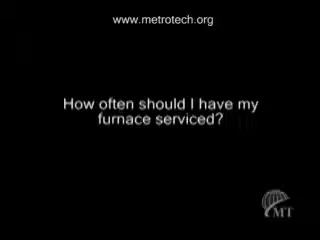 www.metrotech.org
How often should I have my
furnace serviced?
MT